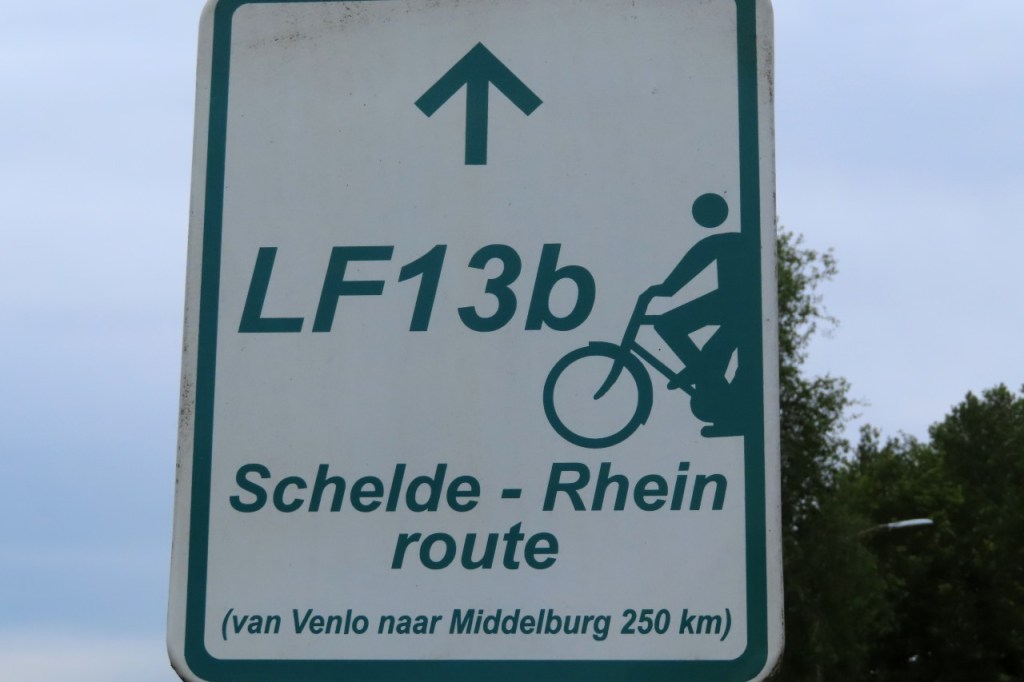 LF13b
Schelde - Rhein
route
(van Venlo naar Middelburg 250 km)